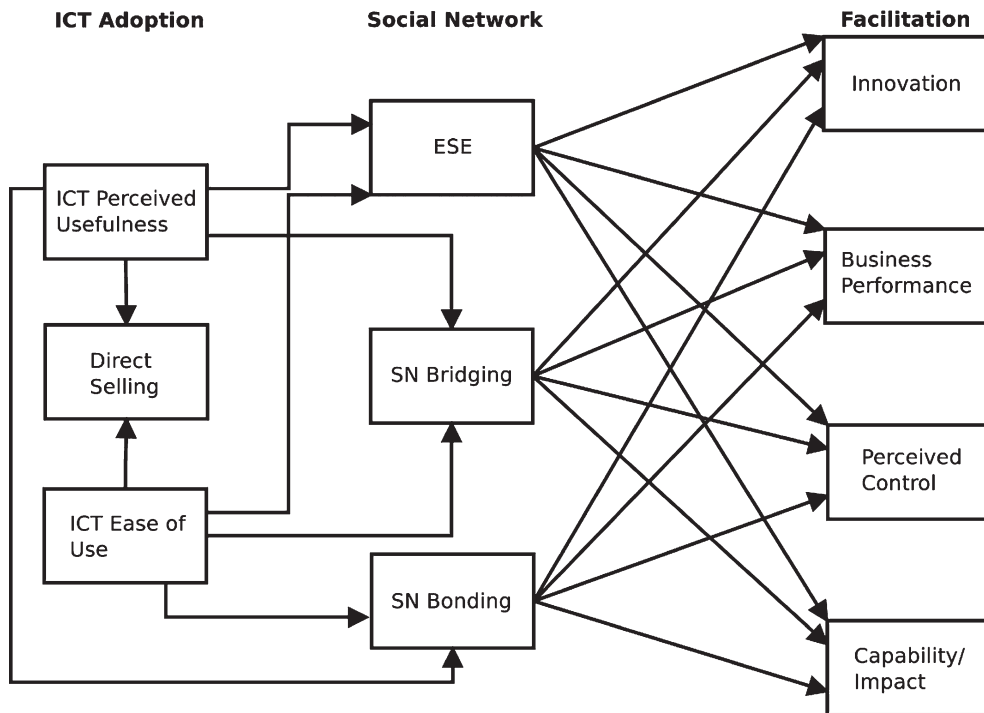 ICT Adoption
Social Network
Facilitation
Innovation
ESE
ICT Perceived
Usefulness
Business
Performance
Direct
Selling
SN Bridging
Perceived
Control
ICT Ease of
Use
SN Bonding
Capability/
Impact